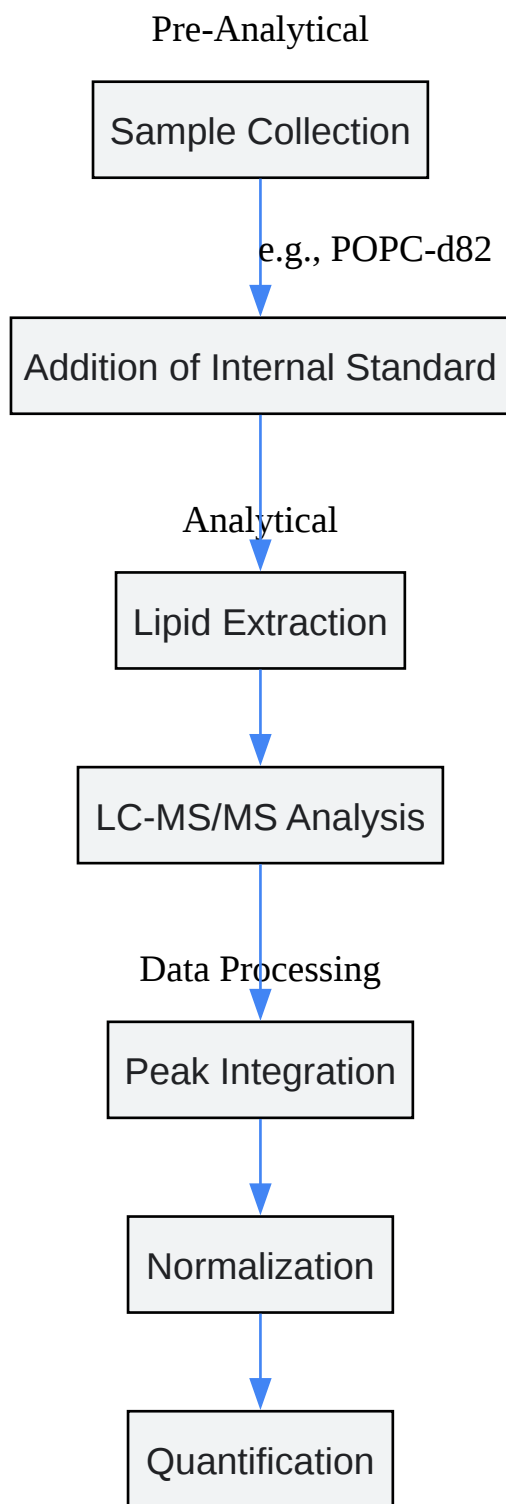 Pre-Analytical
Sample Collection
e.g., POPC-d82
Addition of Internal Standard
Analytical
Lipid Extraction
LC-MS/MS Analysis
Data Processing
Peak Integration
Normalization
Quantification